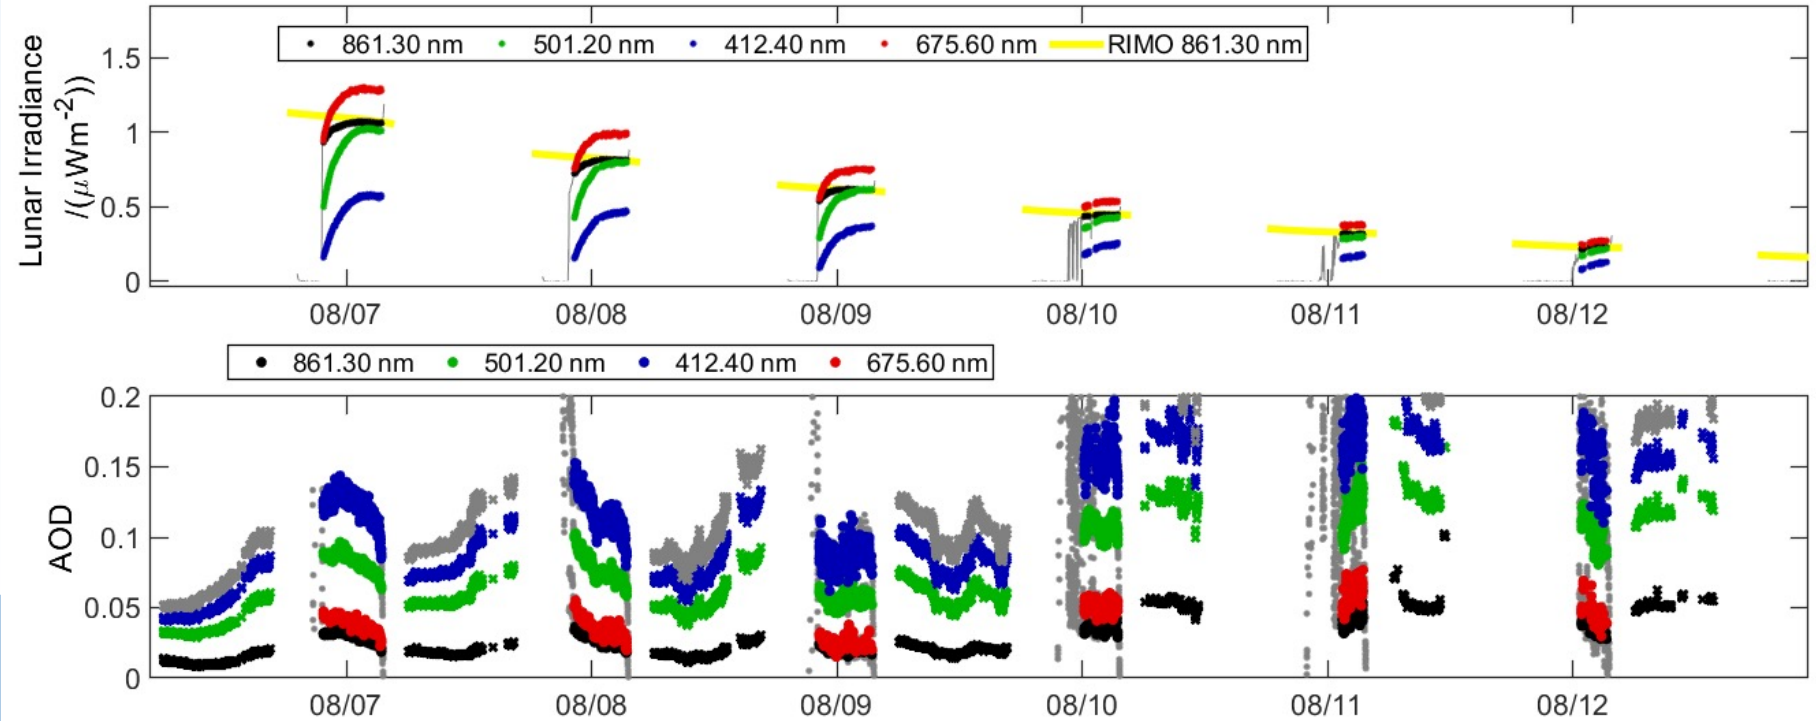 Lunar Irradiance
/(μWm-2))
1.5
1
0.5
0
861.30 nm 501.20 nm 412.40 nm 675.60 nm RIMO 861.30 nm
08/07 08/08 08/09 08/10 08/11 08/12
861.30 nm 501.20 nm 412.40 nm 675.60 nm
AOD
0.2
0.15
0.1
0.05
0
08/07 08/08 08/09 08/10 08/11 08/12